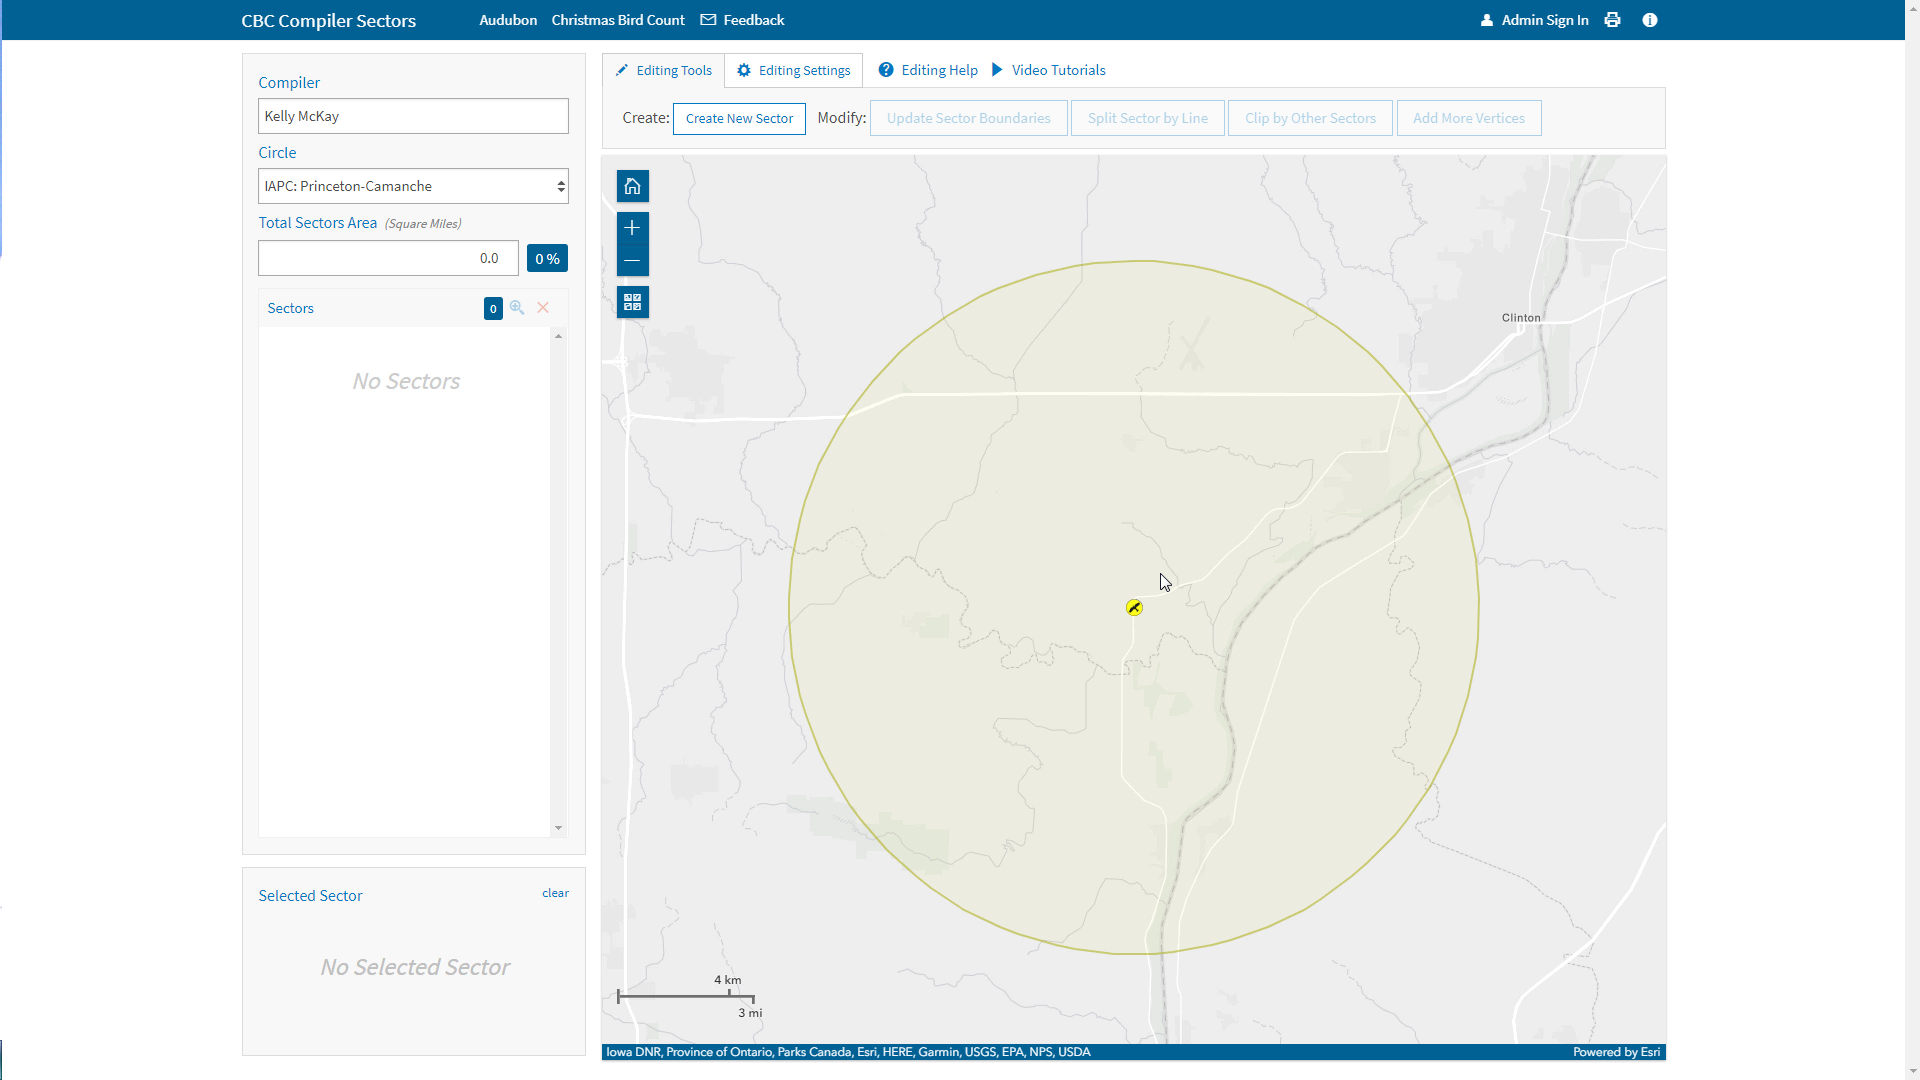 CBC Compiler Sectors
Audubon
Christmas Bird Count
Feedback
Admin Sign In
Compiler
Kelly McKay
Circle
IAPC: Princeton-Camanche
Total Sectors Area (Square Miles)
0.0
0 %
Sectors
0
No Sectors
Selected Sector
clear
No Selected Sector
Editing Tools
Editing Settings
Editing Help
Video Tutorials
Create:
Create New Sector
Modify:
Update Sector Boundaries
Split Sector by Line
Clip by Other Sectors
Add More Vertices
Clinton
4 km
3 mi
Iowa DNR, Province of Ontario, Parks Canada, Esri, HERE, Garmin, USGS, EPA, NPS, USDA
Powered by Esri